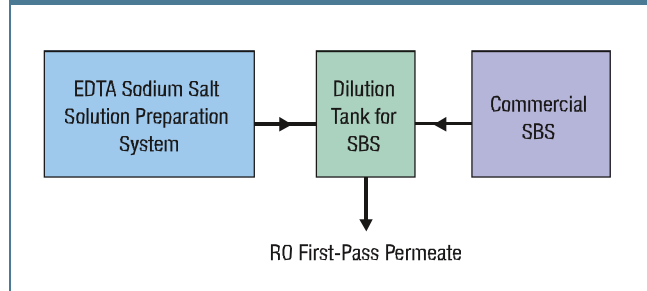 EDTA Sodium Salt
Solution Preparation
System
Dilution
Tank for
SBS
Commercial
SBS
RO First-Pass Permeate